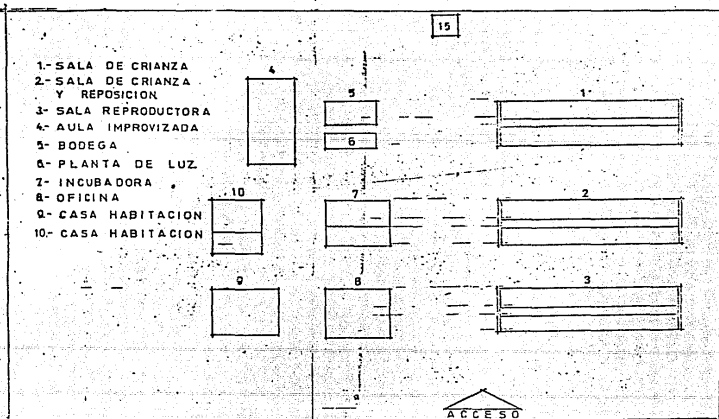 15
1.- SALA DE CRIANZA
2.- SALA DE CRIANZA
Y REPOSICION
3- SALA REPRODUCTORA
4.- AULA IMPROVIZADA
5- BODEGA
6- PLANTA DE LUZ
7- INCUBADORA
8- OFICINA
9- CASA HABITACION
10.- CASA HABITACION
4
5
1
6
10
7
2
9
8
3
ACCESO